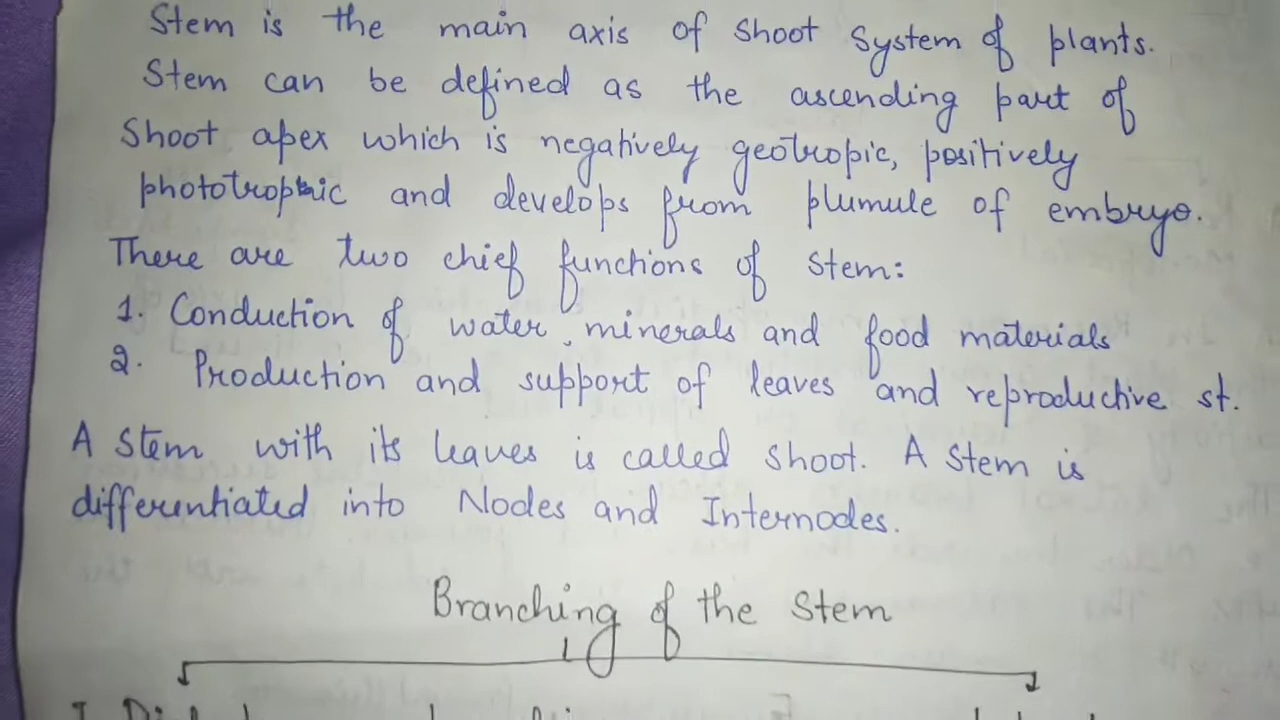 Stem is the main axis of shoot system of plants.
Stem can be defined as the ascending part of
Shoot apex which is negatively geotropic, positively
phototrophic and develops from plumule of embryo.
There are two chief functions of stem:
1. Conduction of water, minerals and food materials
2. Production and support of leaves and reproductive st.
A stem with its leaves is called shoot. A stem is
differentiated into Nodes and Internodes.
Branching of the Stem